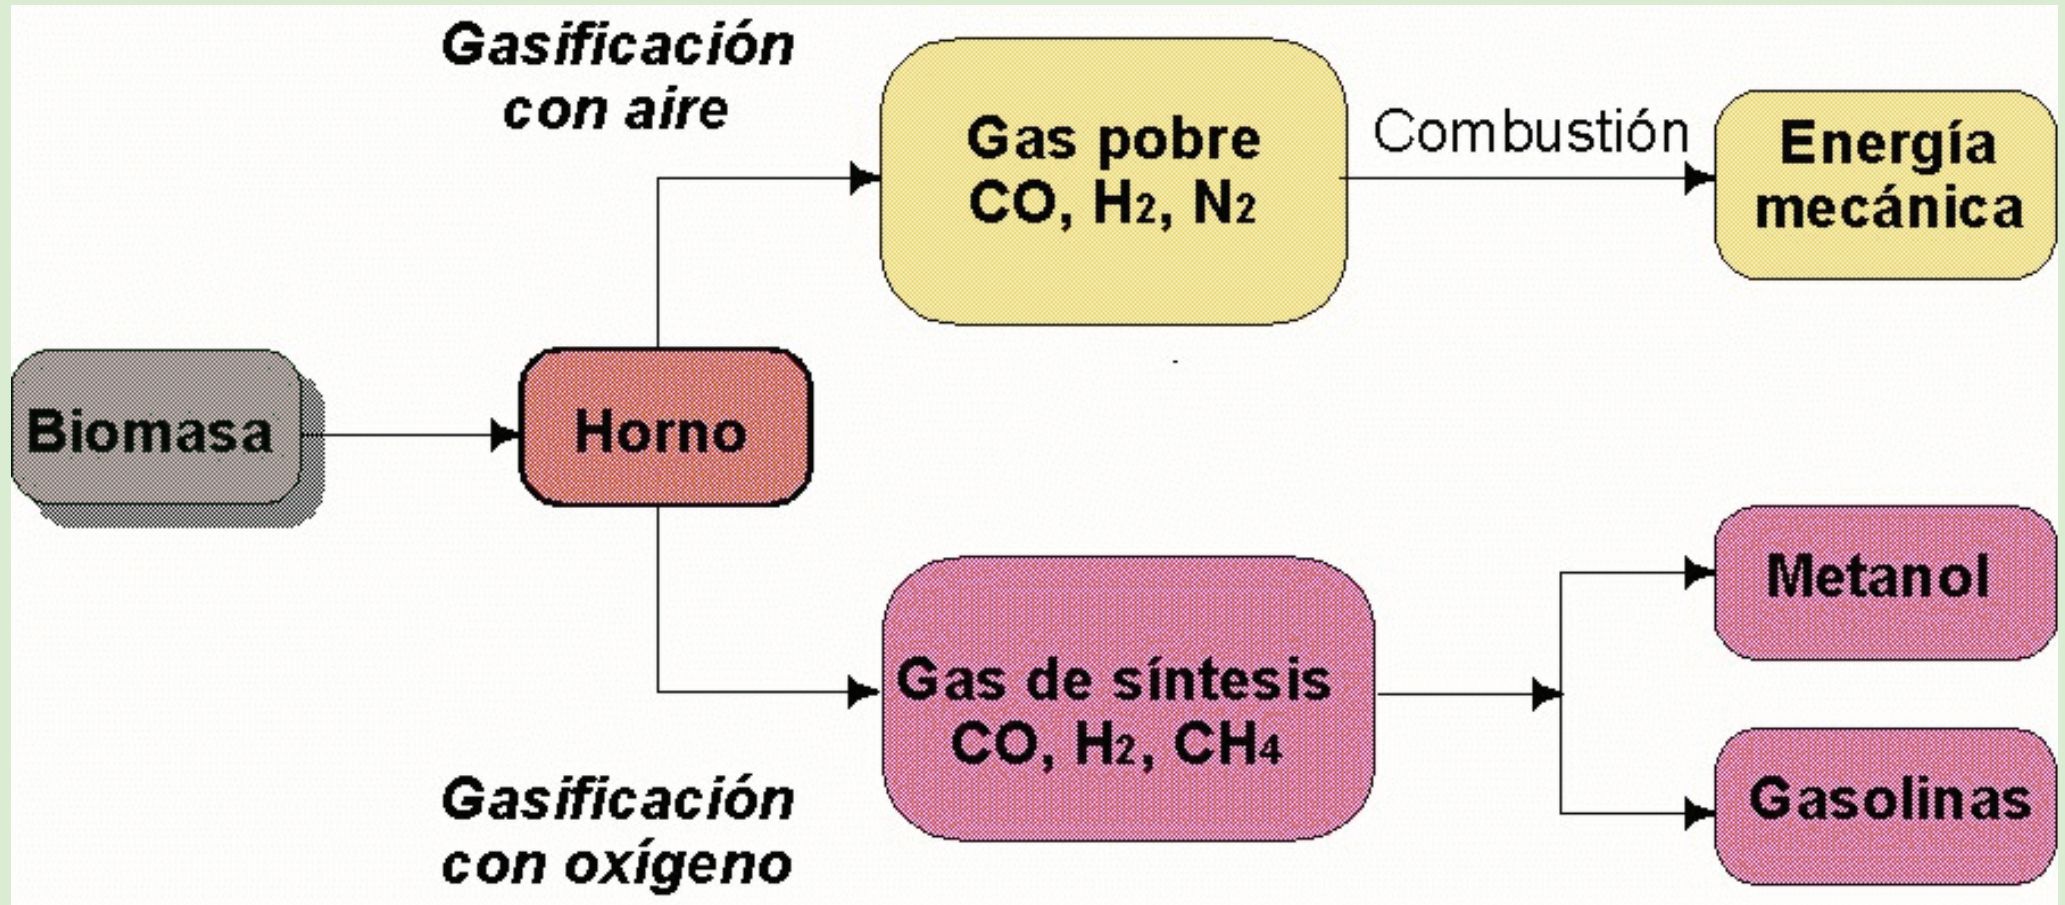 Gasificación
con aire
Gas pobre
CO, H2, N2
Combustión
Energía
mecánica
Biomasa
Horno
Gas de síntesis
CO, H2, CH4
Metanol
Gasolinas
Gasificación
con oxígeno